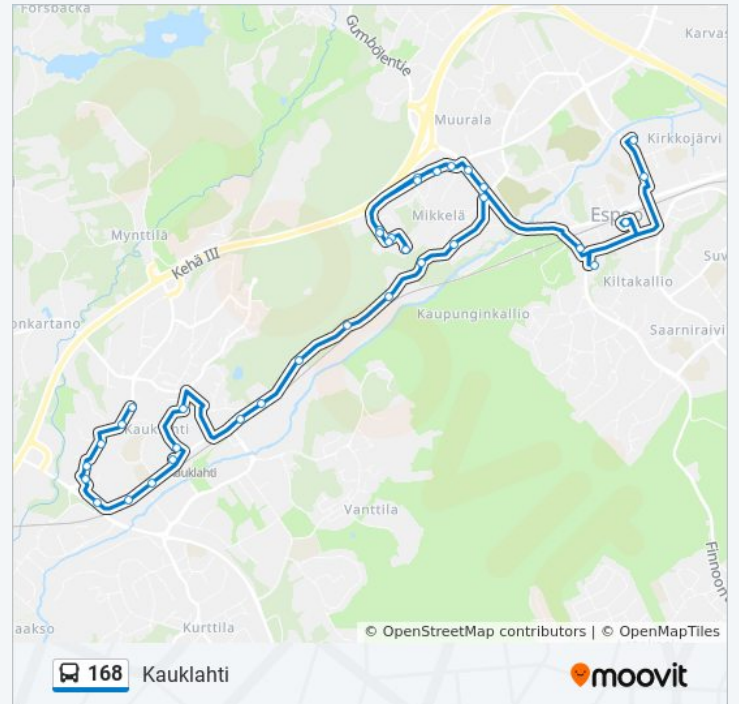 Forsbacka
Gumbölentie
Karvas
Muurala
Kirkkojärvi
Mikkelä
Espoo
Mynttilä
Kehä III
Suv
Kiltakallio
onkartano
Kaupunginkallio
Saarniraivi
Kauklahti
Kauklahti
Vanttila
Finnoon
aakso
Kurttila
© OpenStreetMap contributors | © OpenMapTiles
168 Kauklahti
moovit